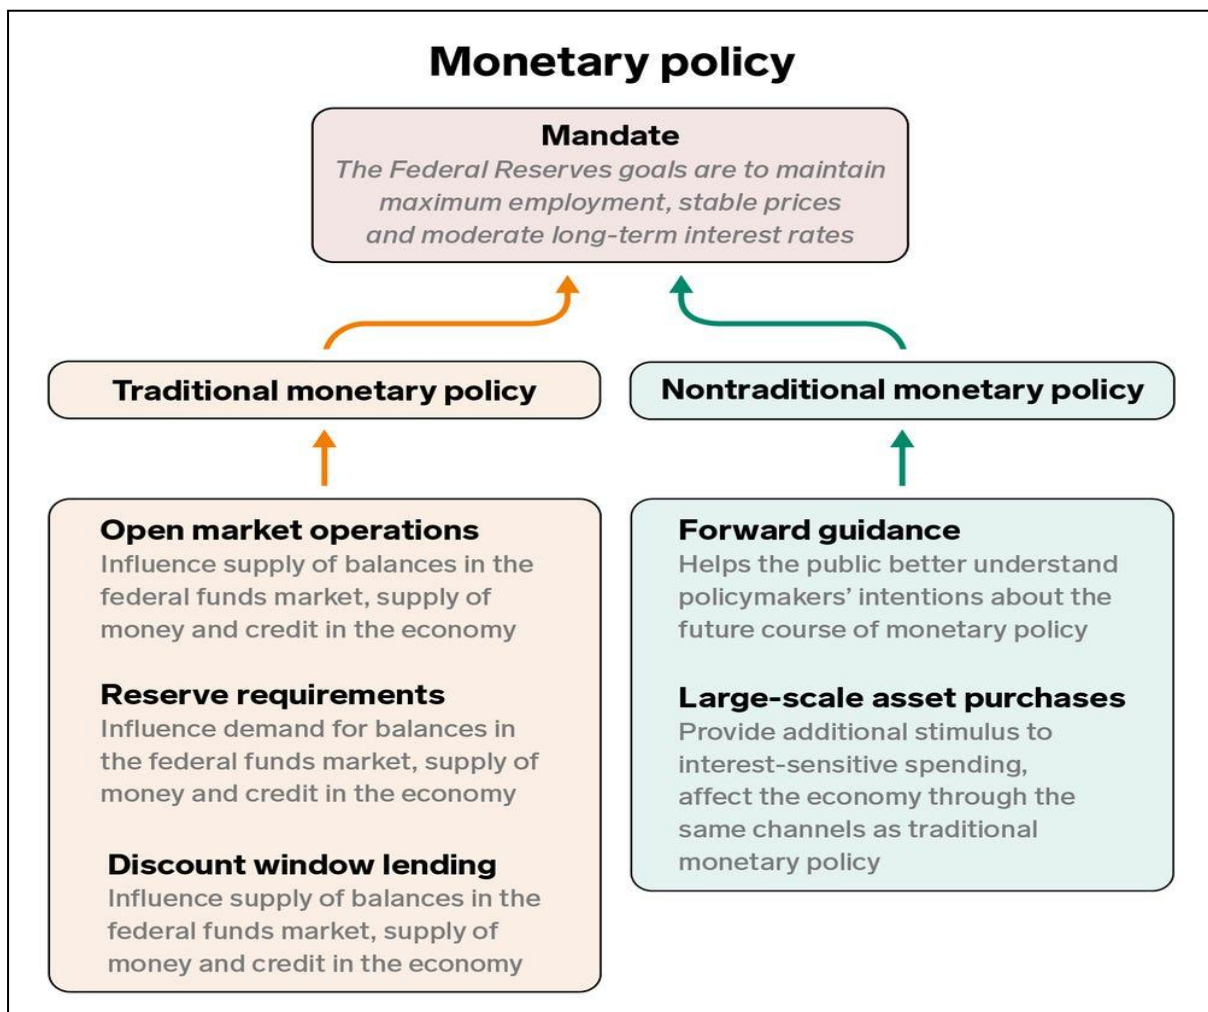 Monetary policy
Mandate
The Federal Reserves goals are to maintain
maximum employment, stable prices
and moderate long-term interest rates
Traditional monetary policy
Open market operations
Influence supply of balances in the
federal funds market, supply of
money and credit in the economy
Reserve requirements
Influence demand for balances in
the federal funds market, supply of
money and credit in the economy
Discount window lending
Influence supply of balances in the
federal funds market, supply of
money and credit in the economy
Nontraditional monetary policy
Forward guidance
Helps the public better understand
policymakers’ intentions about the
future course of monetary policy
Large-scale asset purchases
Provide additional stimulus to
interest-sensitive spending,
affect the economy through the
same channels as traditional
monetary policy